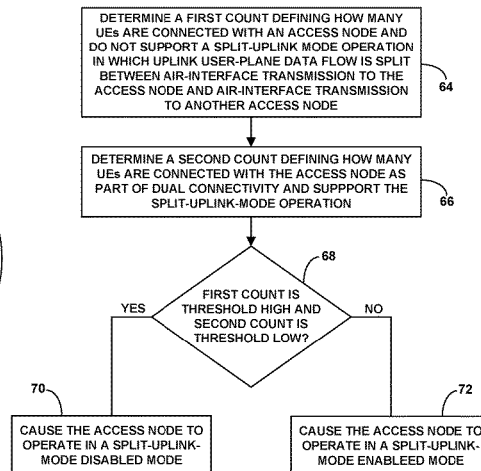 DETERMINE A FIRST COUNT DEFINING HOW MANY
UEs ARE CONNECTED WITH AN ACCESS NODE AND
DO NOT SUPPORT A SPLIT-UPLINK MODE OPERATION
IN WHICH UPLINK USER-PLANE DATA FLOW IS SPLIT
BETWEEN AIR-INTERFACE TRANSMISSION TO THE
ACCESS NODE AND AIR-INTERFACE TRANSMISSION
TO ANOTHER ACCESS NODE
64
DETERMINE A SECOND COUNT DEFINING HOW MANY
UEs ARE CONNECTED WITH THE ACCESS NODE AS
PART OF DUAL CONNECTIVITY AND SUPPPORT THE
SPLIT-UPLINK-MODE OPERATION
66
68
FIRST COUNT IS
THRESHOLD HIGH AND
SECOND COUNT IS
THRESHOLD LOW?
YES
NO
70
72
CAUSE THE ACCESS NODE TO
OPERATE IN A SPLIT-UPLINK-
MODE DISABLED MODE
CAUSE THE ACCESS NODE TO
OPERATE IN A SPLIT-UPLINK-
MODE ENABLEED MODE